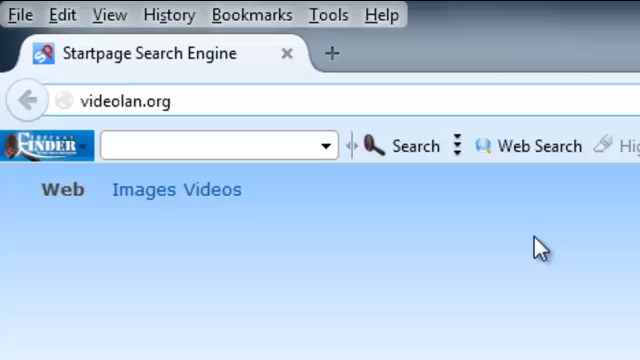 File Edit View History Bookmarks Tools Help
Startpage Search Engine
videolan.org
FINDER Search Web Search
Web Images Videos